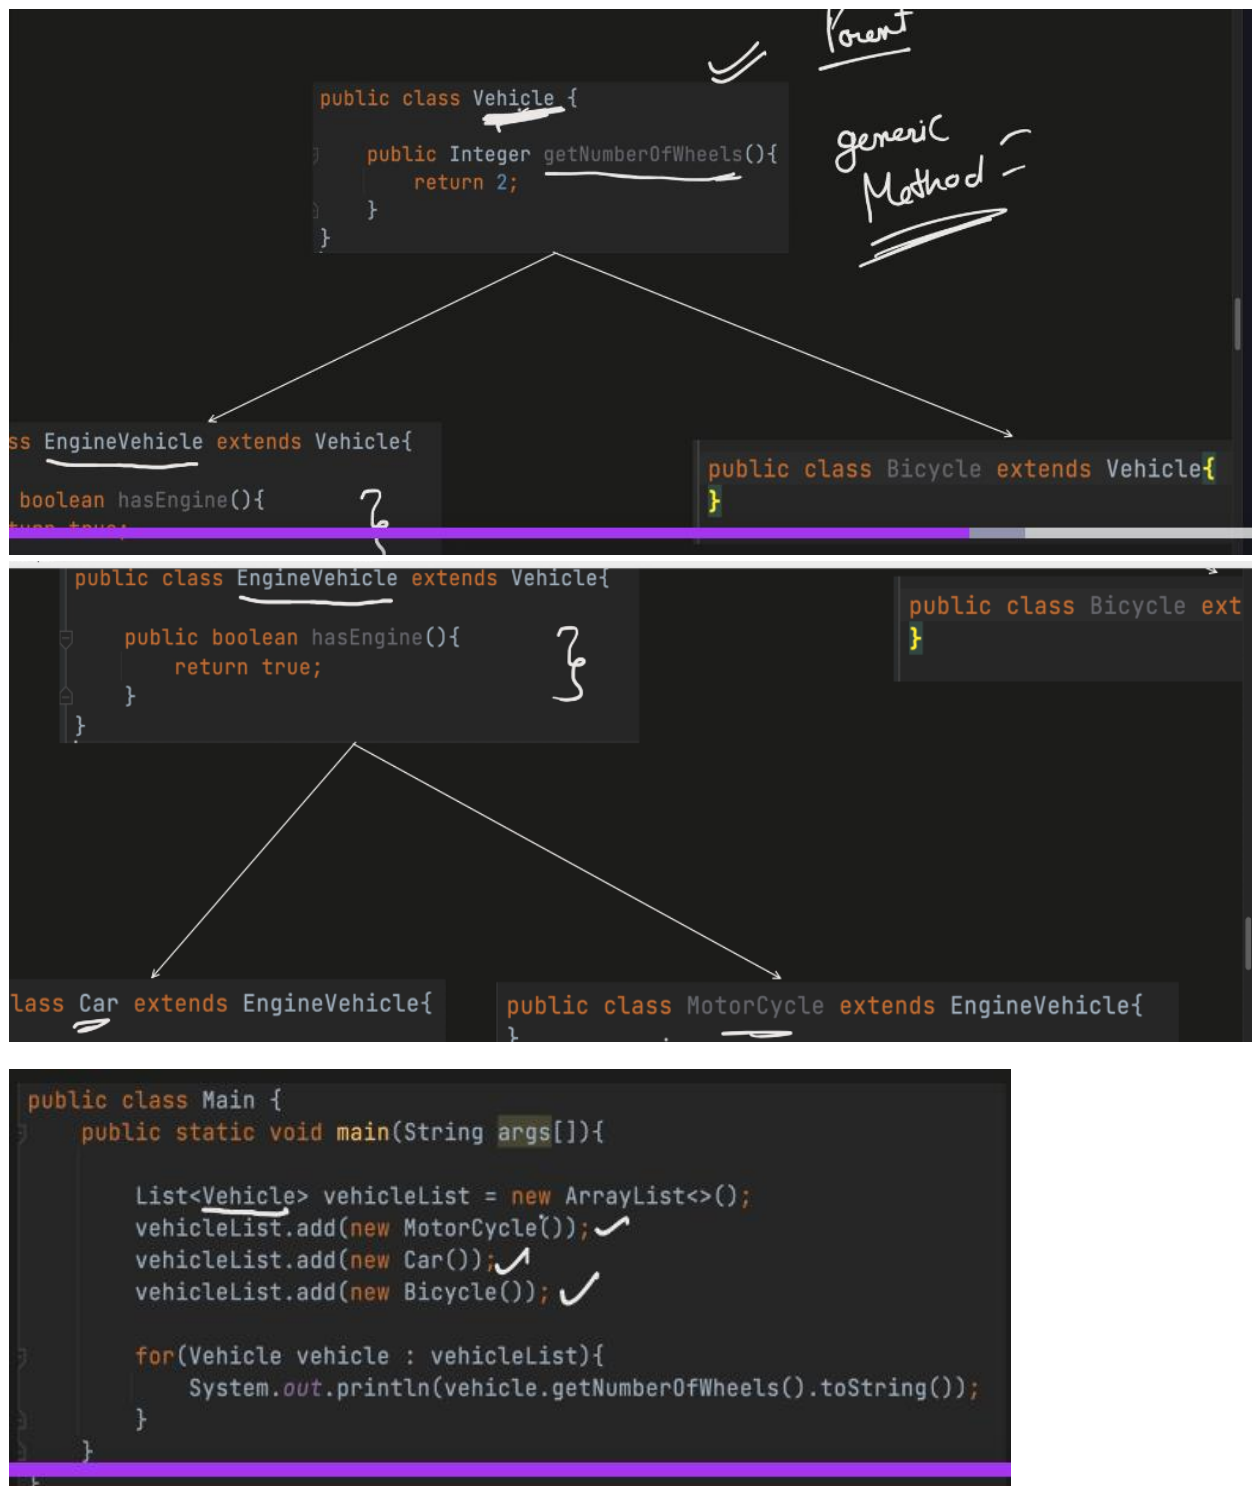 Parent
public class Vehicle {
generic
Method
public Integer getNumberOfWheels(){
return 2;
}
}
ss EngineVehicle extends Vehicle{
boolean hasEngine(){
turn true;
public class Bicycle extends Vehicle{
}
public class EngineVehicle extends Vehicle{
public boolean hasEngine(){
return true;
}
}
public class Bicycle ext
}
lass Car extends EngineVehicle{
public class MotorCycle extends EngineVehicle{
}
public class Main {
public static void main(String args[]){
List<Vehicle> vehicleList = new ArrayList<>();
vehicleList.add(new MotorCycle());
vehicleList.add(new Car());
vehicleList.add(new Bicycle());
for(Vehicle vehicle : vehicleList){
System.out.println(vehicle.getNumberOfWheels().toString());
}
}
}